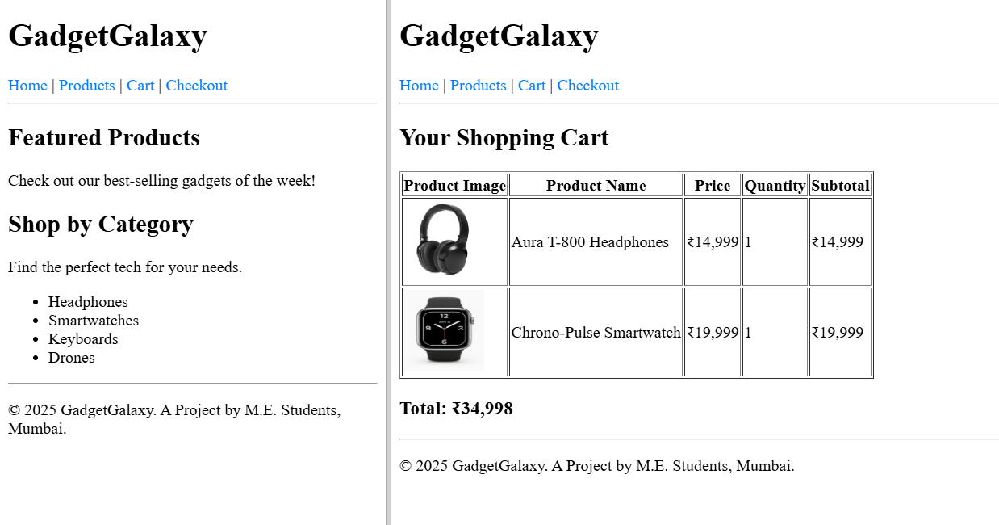 GadgetGalaxy
Home | Products | Cart | Checkout
Featured Products
Check out our best-selling gadgets of the week!
Shop by Category
Find the perfect tech for your needs.
• Headphones
• Smartwatches
• Keyboards
• Drones
© 2025 GadgetGalaxy. A Project by M.E. Students,
Mumbai.
GadgetGalaxy
Home | Products | Cart | Checkout
Your Shopping Cart
Product Image Product Name Price Quantity Subtotal
Aura T-800 Headphones ₹14,999 1 ₹14,999
12
9 3
6
Chrono-Pulse Smartwatch ₹19,999 1 ₹19,999
Total: ₹34,998
© 2025 GadgetGalaxy. A Project by M.E. Students, Mumbai.